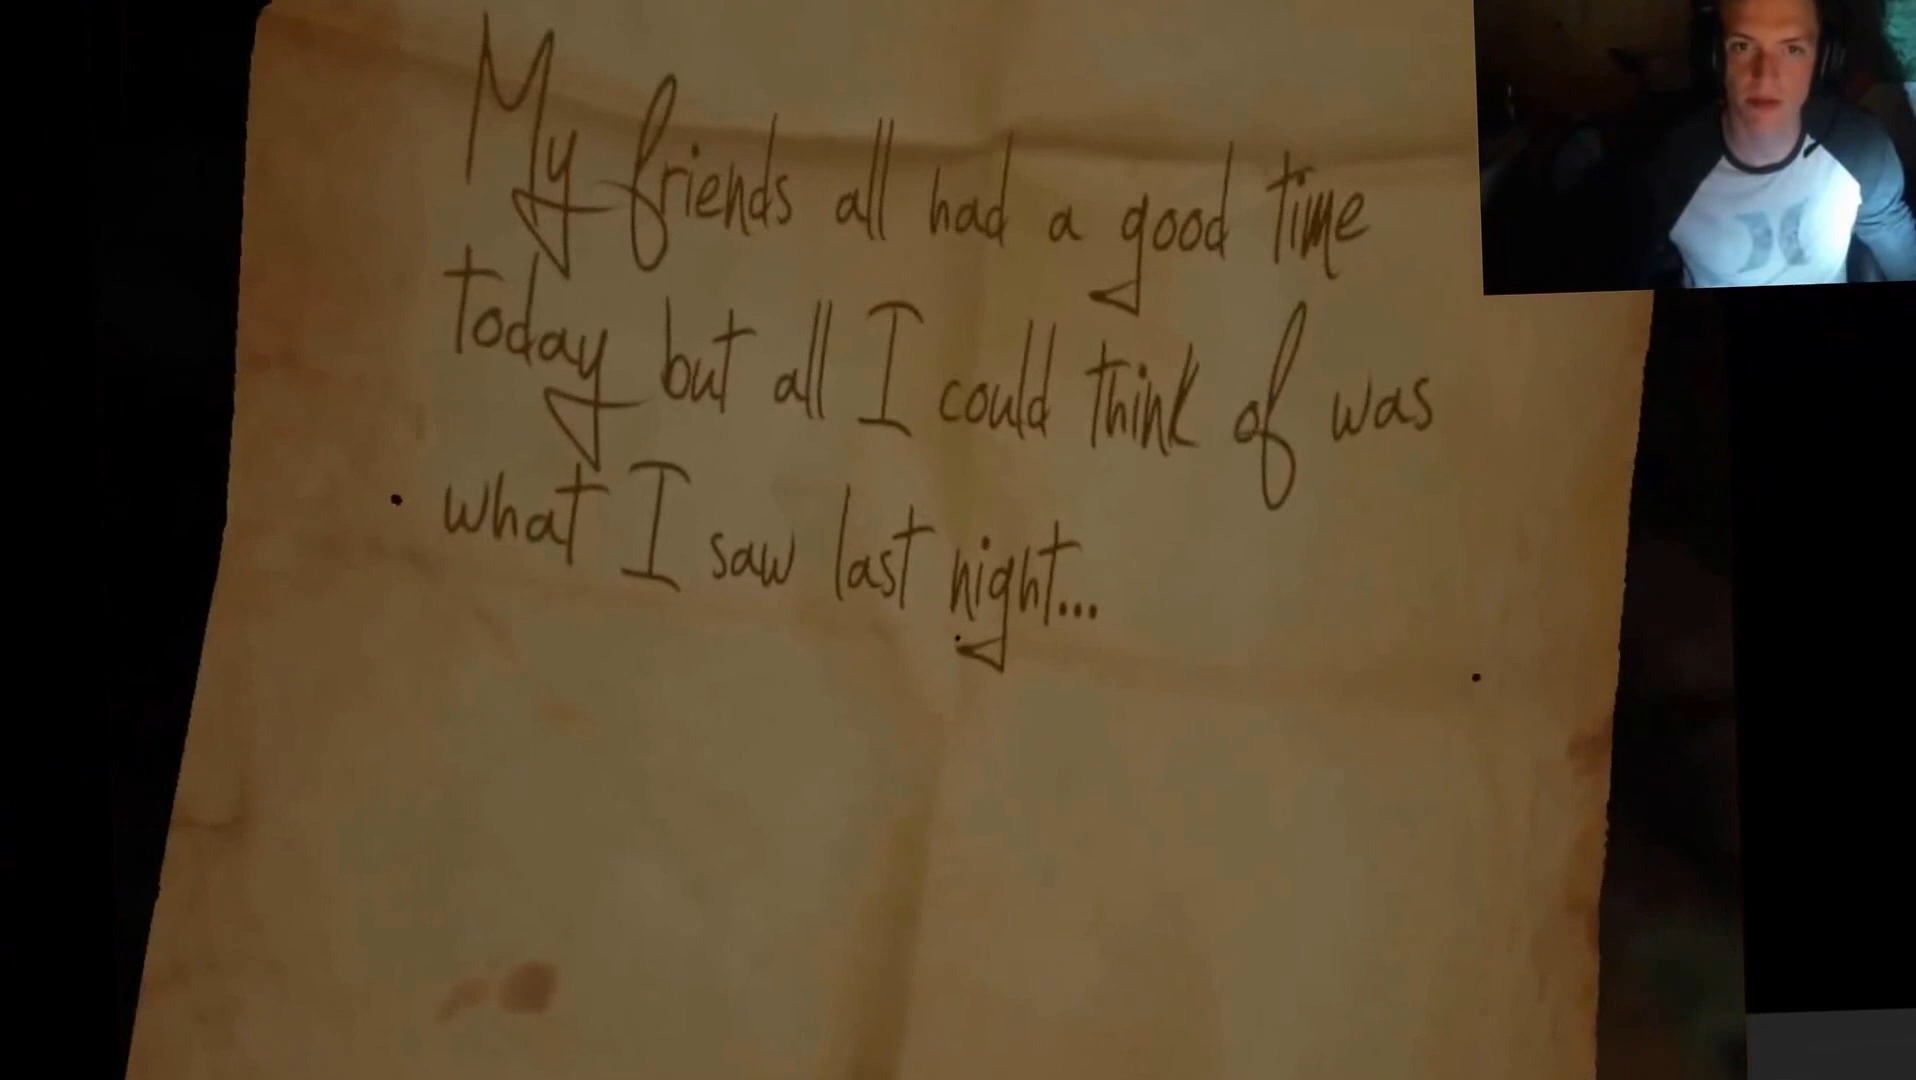 My friends all had a good time
today but all I could think of was
what I saw last night...